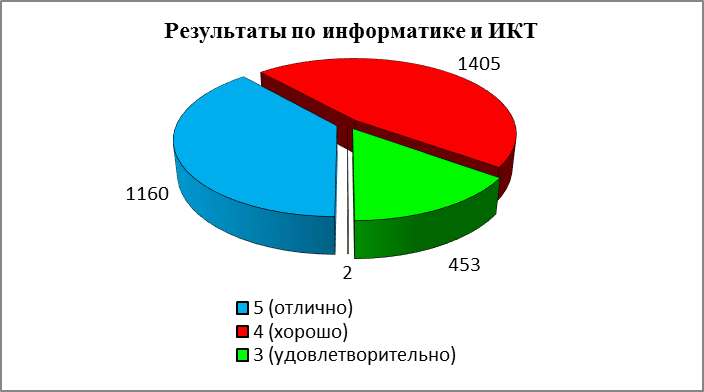 Результаты по информатике и ИКТ
1405
1160
453
2
5 (отлично)
4 (хорошо)
3 (удовлетворительно)